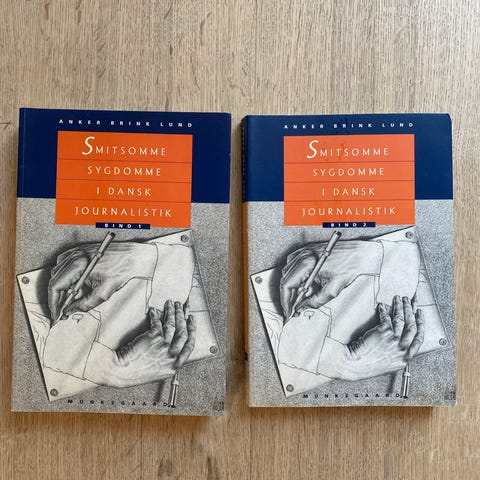 ANKER BRINK LUND
SMITSOMME
SYGDOMME
I DANSK
JOURNALISTIK
BIND 1
MUNKSGAARD
ANKER BRINK LUND
SMITSOMME
SYGDOMME
I DANSK
JOURNALISTIK
BIND 2
MUNKSGAARD